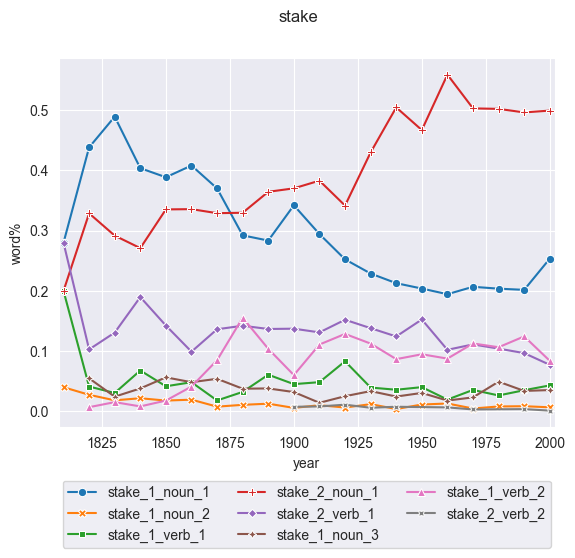 stake
0.5
0.4
0.3
0.2
0.1
0.0
word%
1825 1850 1875 1900 1925 1950 1975 2000
year
stake_1_noun_1 stake_2_noun_1 stake_1_verb_2
stake_1_noun_2 stake_2_verb_1 stake_2_verb_2
stake_1_verb_1 stake_1_noun_3